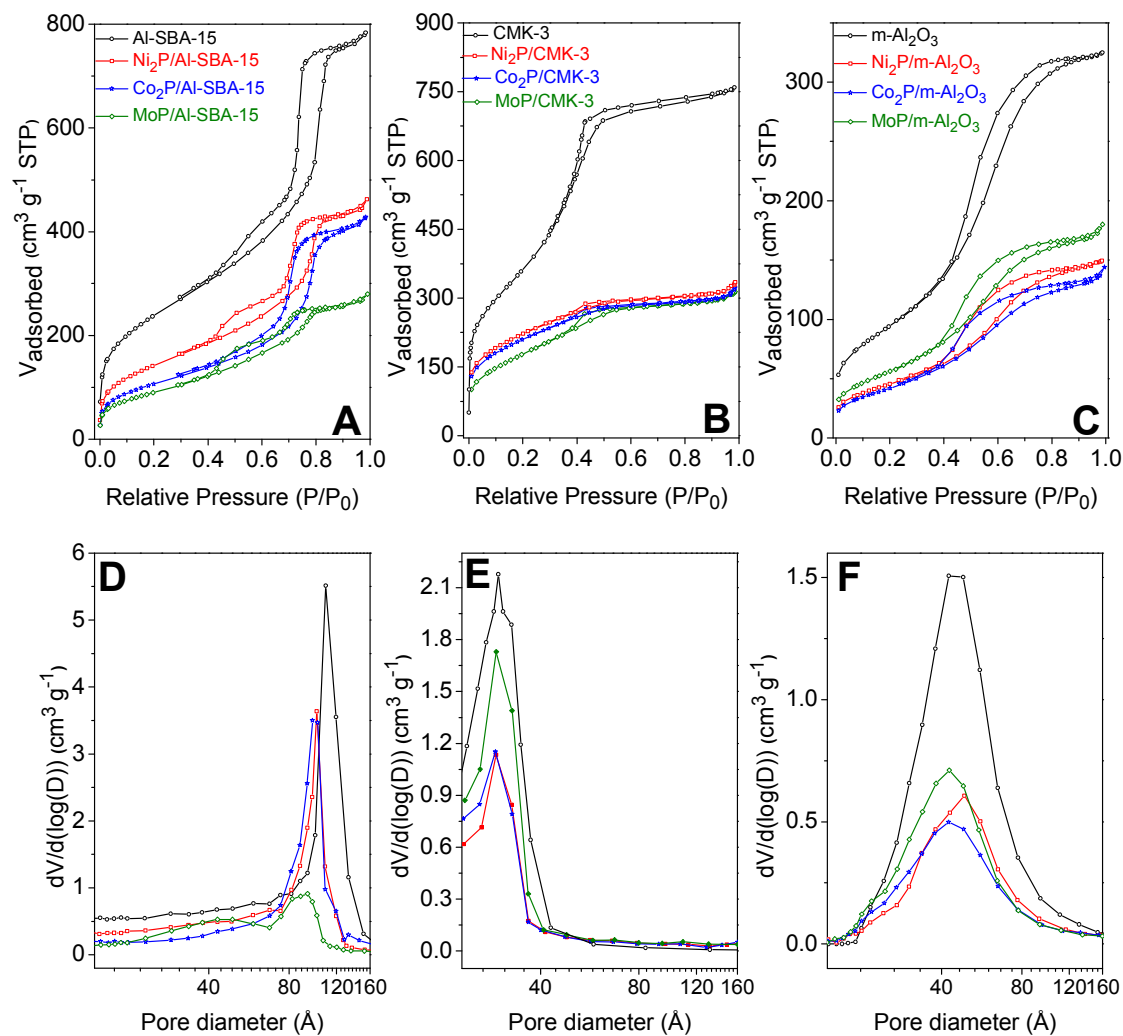 A
Al-SBA-15
Ni2P/Al-SBA-15
Co2P/Al-SBA-15
MoP/Al-SBA-15
Vadsorbed (cm3 g-1 STP)
800
600
400
200
0
0.0 0.2 0.4 0.6 0.8 1.0
Relative Pressure (P/P0)
B
CMK-3
Ni2P/CMK-3
Co2P/CMK-3
MoP/CMK-3
Vadsorbed (cm3 g-1 STP)
900
750
600
450
300
150
0
0.0 0.2 0.4 0.6 0.8 1.0
Relative Pressure (P/P0)
C
m-Al2O3
Ni2P/m-Al2O3
Co2P/m-Al2O3
MoP/m-Al2O3
Vadsorbed (cm3 g-1 STP)
300
200
100
0
0.0 0.2 0.4 0.6 0.8 1.0
Relative Pressure (P/P0)
D
dV/d(log(D)) (cm3 g-1)
6
5
4
3
2
1
0
40 80 120 160
Pore diameter (Å)
E
dV/d(log(D)) (cm3 g-1)
2.1
1.8
1.5
1.2
0.9
0.6
0.3
0.0
40 80 120 160
Pore diameter (Å)
F
dV/d(log(D)) (cm3 g-1)
1.5
1.0
0.5
0.0
40 80 120 160
Pore diameter (Å)